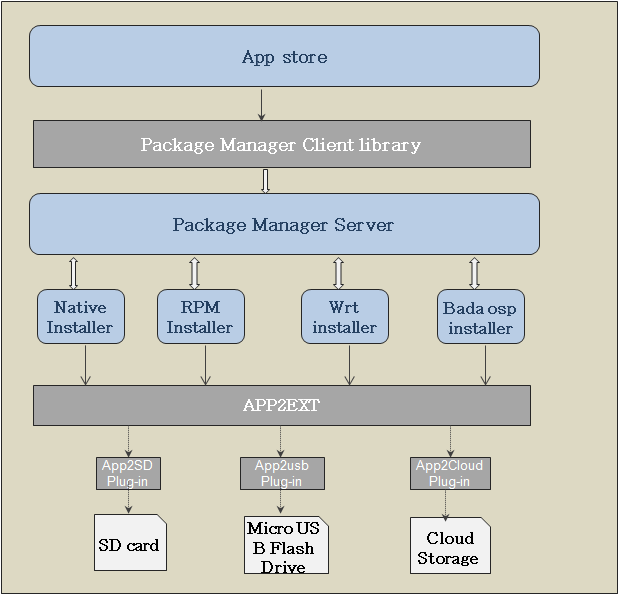 App store
Package Manager Client library
Package Manager Server
Native
Installer
RPM
Installer
Wrt
installer
Bada osp
installer
APP2EXT
App2SD
Plug-in
App2usb
Plug-in
App2Cloud
Plug-in
SD card
Micro US
B Flash
Drive
Cloud
Storage